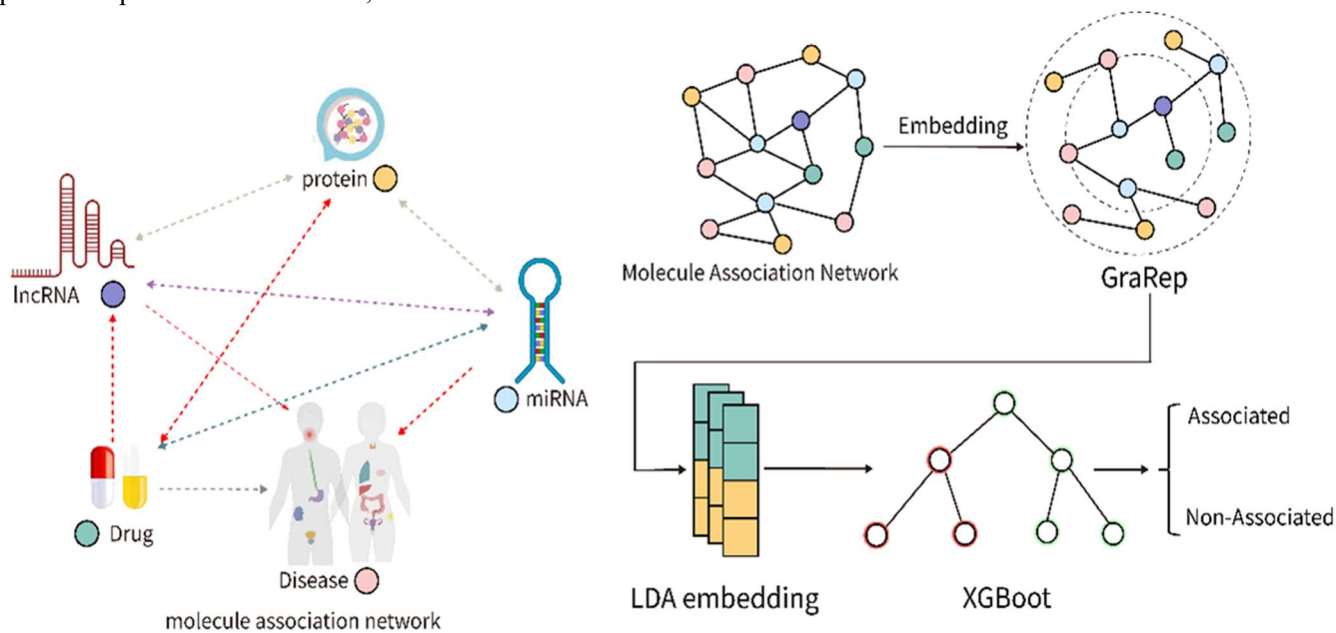 protein
lncRNA
miRNA
Drug
Disease
molecule association network
Embedding
Molecule Association Network
GraRep
Associated
Non-Associated
LDA embedding
XGBoot